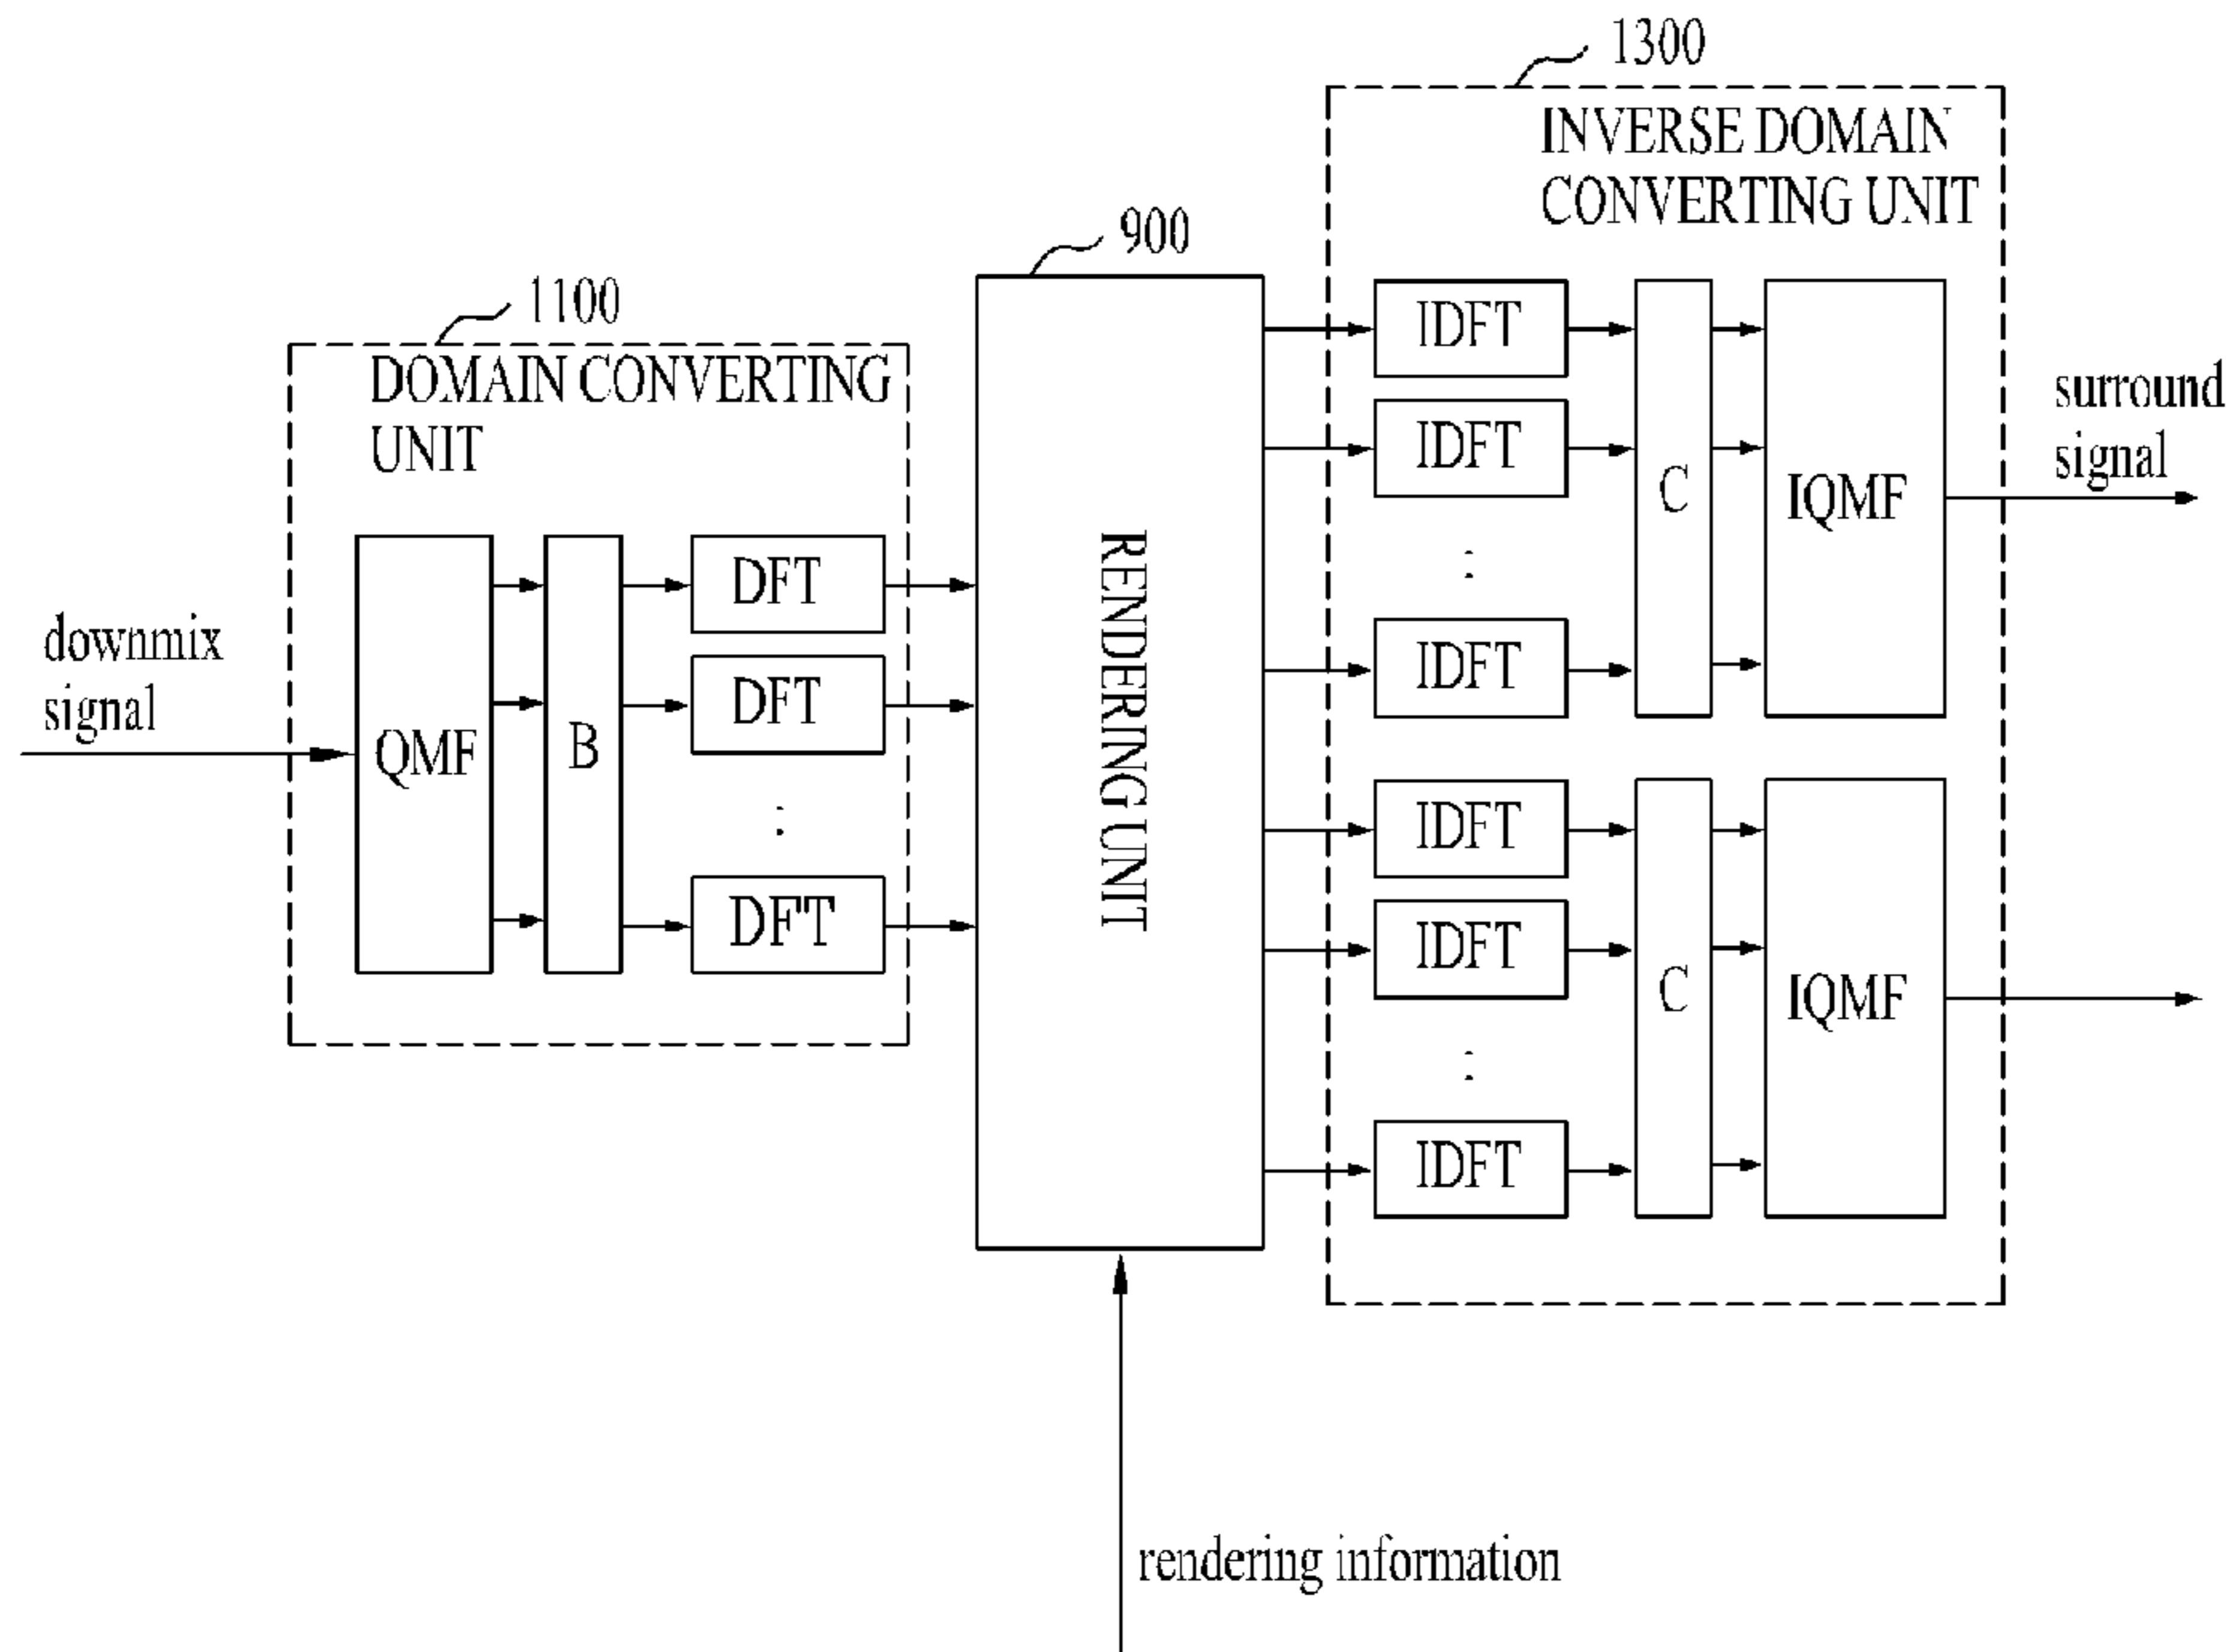 1300
INVERSE DOMAIN
CONVERTING UNIT
900
1100
DOMAIN CONVERTING
UNIT
downmix
signal
QMF
B
DFT
DFT
:
DFT
RENDERING UNIT
IDFT
IDFT
:
IDFT
C
IQMF
surround
signal
IDFT
IDFT
:
IDFT
C
IQMF
rendering information